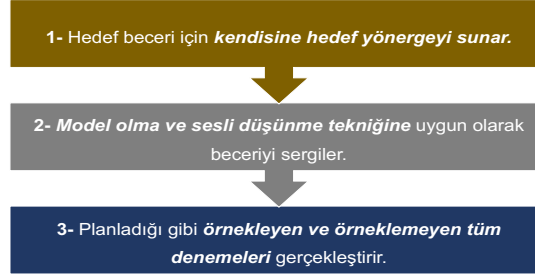 1- Hedef beceri için kendisine hedef yönergeyi sunar.
2- Model olma ve sesli düşünme tekniğine uygun olarak
beceriyi sergiler.
3- Planladığı gibi örnekleyen ve örneklemeyen tüm
denemeleri gerçekleştirir.